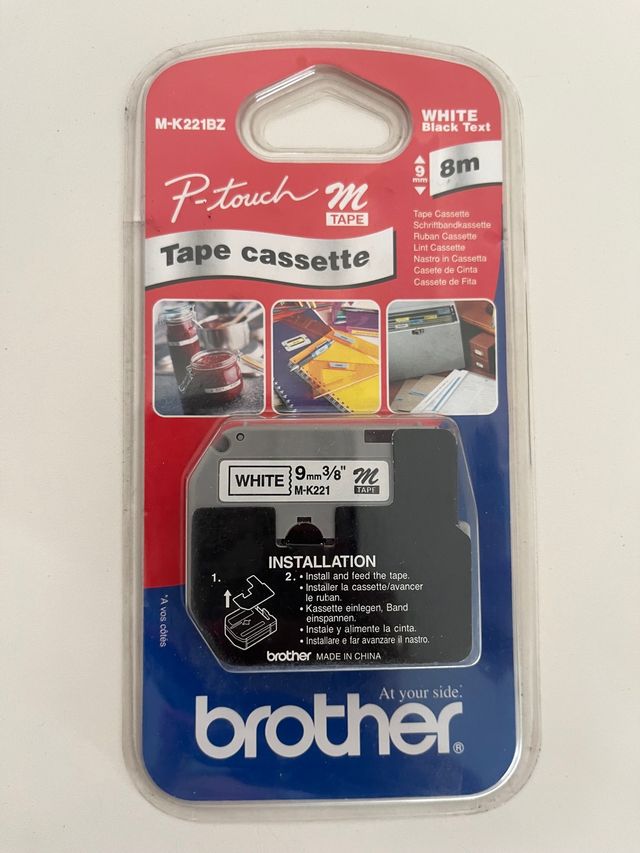 M-K221BZ
WHITE
Black Text
9 mm
8m
P-touch M
TAPE
Tape cassette
Tape Cassette
Schriftbandkassette
Ruban Cassette
Lint Cassette
Nastro in Cassetta
Casete de Cinta
Cassete de Fita
WHITE
9mm 3/8" M
M-K221 TAPE
INSTALLATION
1.
2. • Install and feed the tape.
• Installer la cassette/avancer
le ruban.
• Kassette einlegen, Band
einspannen.
• Instale y alimente la cinta.
• Installare e far avanzare il nastro.
brother MADE IN CHINA
*A vos côtés
At your side.*
brother®